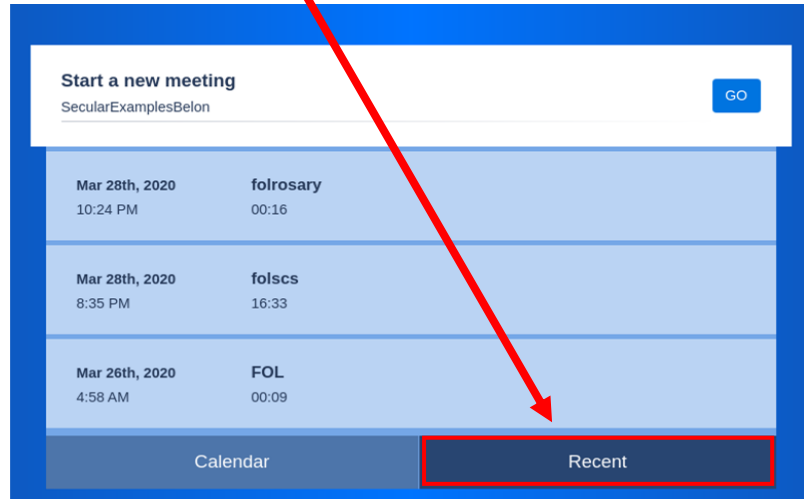 Start a new meeting
SecularExamplesBelon
GO
Mar 28th, 2020 folrosary
10:24 PM 00:16
Mar 28th, 2020 folscs
8:35 PM 16:33
Mar 26th, 2020 FOL
4:58 AM 00:09
Calendar Recent